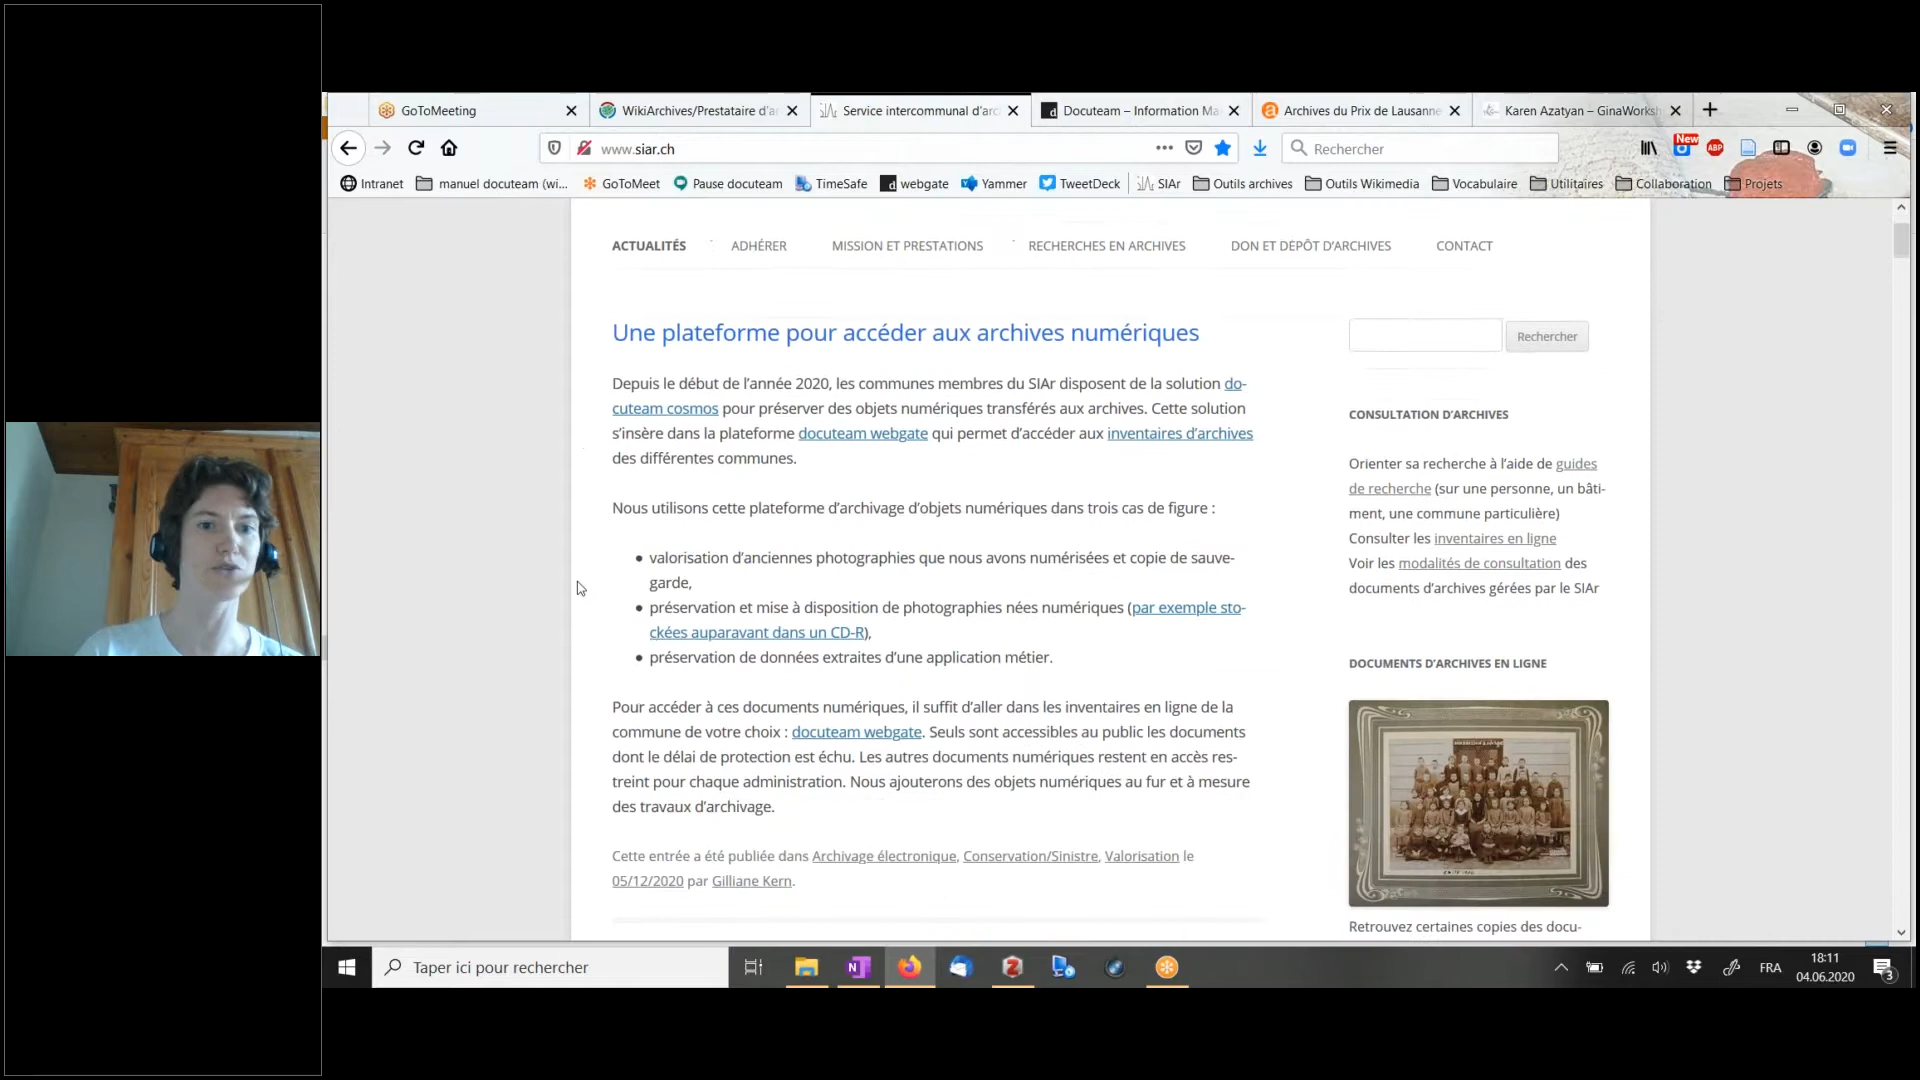 GoToMeeting
WikiArchives/Prestataire d'a
Service intercommunal d'arc
Docuteam – Information Ma
Archives du Prix de Lausanne
Karen Azatyan – GinaWorksh
www.siar.ch
Rechercher
New
ABP
Intranet
manuel docuteam (wi...
GoToMeet
Pause docuteam
TimeSafe
webgate
Yammer
TweetDeck
SIAr
Outils archives
Outils Wikimedia
Vocabulaire
Utilitaires
Collaboration
Projets
ACTUALITÉS
ADHÉRER
MISSION ET PRESTATIONS
RECHERCHES EN ARCHIVES
DON ET DÉPÔT D'ARCHIVES
CONTACT
Une plateforme pour accéder aux archives numériques
Depuis le début de l'année 2020, les communes membres du SIAr disposent de la solution do-
cuteam cosmos pour préserver des objets numériques transférés aux archives. Cette solution
s'insère dans la plateforme docuteam webgate qui permet d'accéder aux inventaires d'archives
des différentes communes.
Nous utilisons cette plateforme d'archivage d'objets numériques dans trois cas de figure :
• valorisation d'anciennes photographies que nous avons numérisées et copie de sauve-
garde,
• préservation et mise à disposition de photographies nées numériques (par exemple sto-
ckées auparavant dans un CD-R),
• préservation de données extraites d'une application métier.
Pour accéder à ces documents numériques, il suffit d'aller dans les inventaires en ligne de la
commune de votre choix : docuteam webgate. Seuls sont accessibles au public les documents
dont le délai de protection est échu. Les autres documents numériques restent en accès res-
treint pour chaque administration. Nous ajouterons des objets numériques au fur et à mesure
des travaux d'archivage.
Cette entrée a été publiée dans Archivage électronique, Conservation/Sinistre, Valorisation le
05/12/2020 par Gilliane Kern.
Rechercher
CONSULTATION D'ARCHIVES
Orienter sa recherche à l'aide de guides
de recherche (sur une personne, un bâti-
ment, une commune particulière)
Consulter les inventaires en ligne
Voir les modalités de consultation des
documents d'archives gérées par le SIAr
DOCUMENTS D'ARCHIVES EN LIGNE
Retrouvez certaines copies des docu-
Taper ici pour rechercher
FRA
18:11
04.06.2020
3